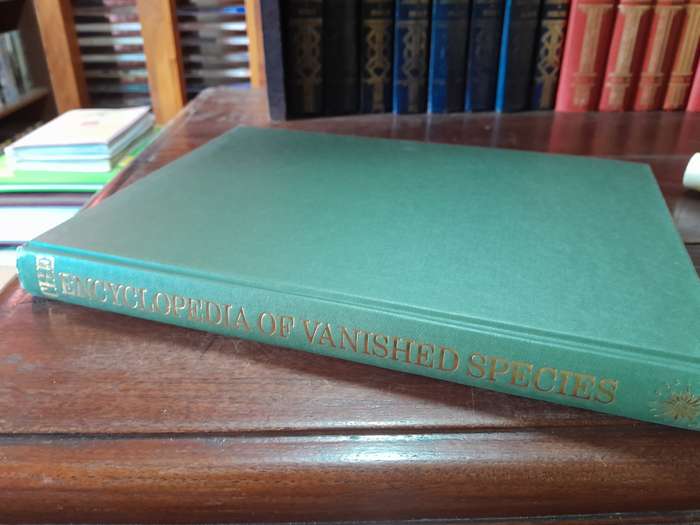 THE ENCYCLOPEDIA OF VANISHED SPECIES